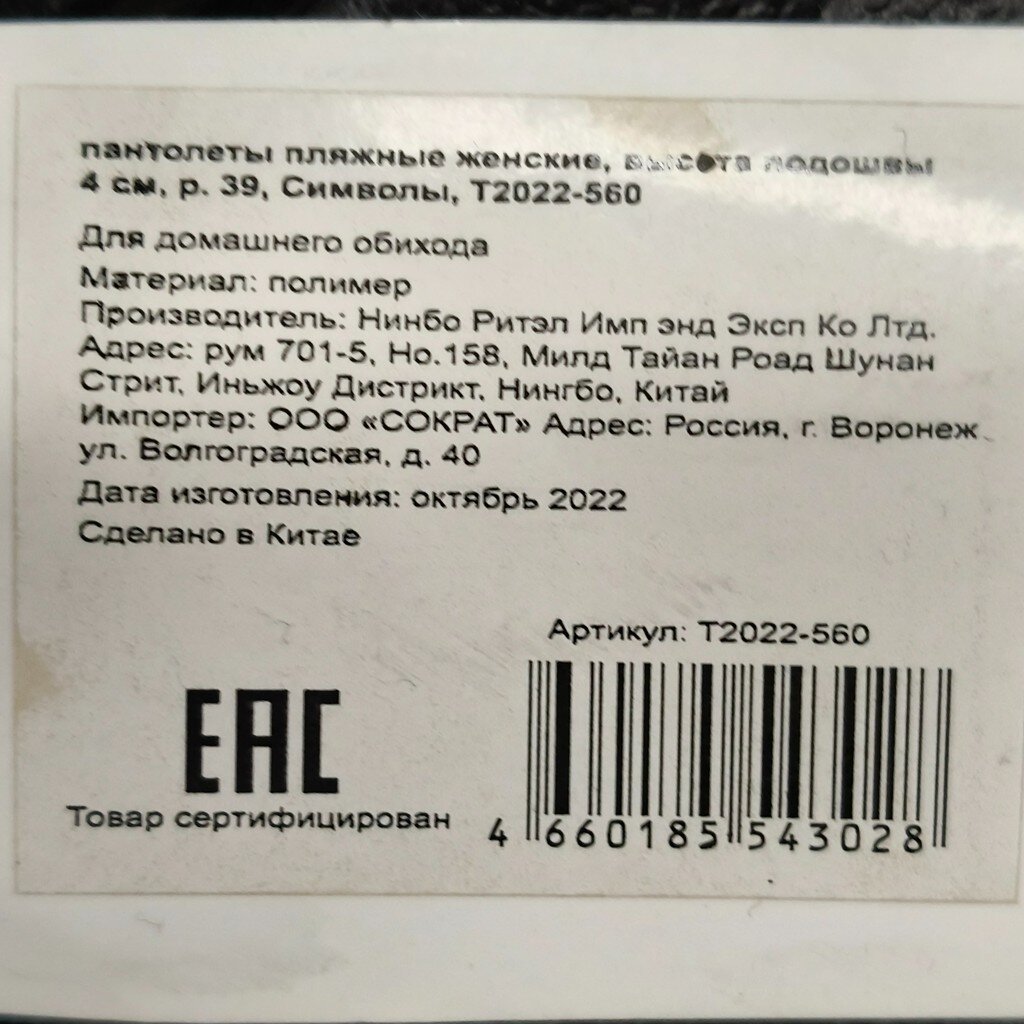 пантолеты пляжные женские, высота подошвы
4 см, р. 39, Символы, Т2022-560
Для домашнего обихода
Материал: полимер
Производитель: Нинбо Ритэл Имп энд Эксп Ко Лтд.
Адрес: рум 701-5, Но.158, Милд Тайан Роад Шунан
Стрит, Иньжоу Дистрикт, Нингбо, Китай
Импортер: ООО «СОКРАТ» Адрес: Россия, г. Воронеж
ул. Волгоградская, д. 40
Дата изготовления: октябрь 2022
Сделано в Китае
Артикул: Т2022-560
ЕАС
Товар сертифицирован
4 660185 543028